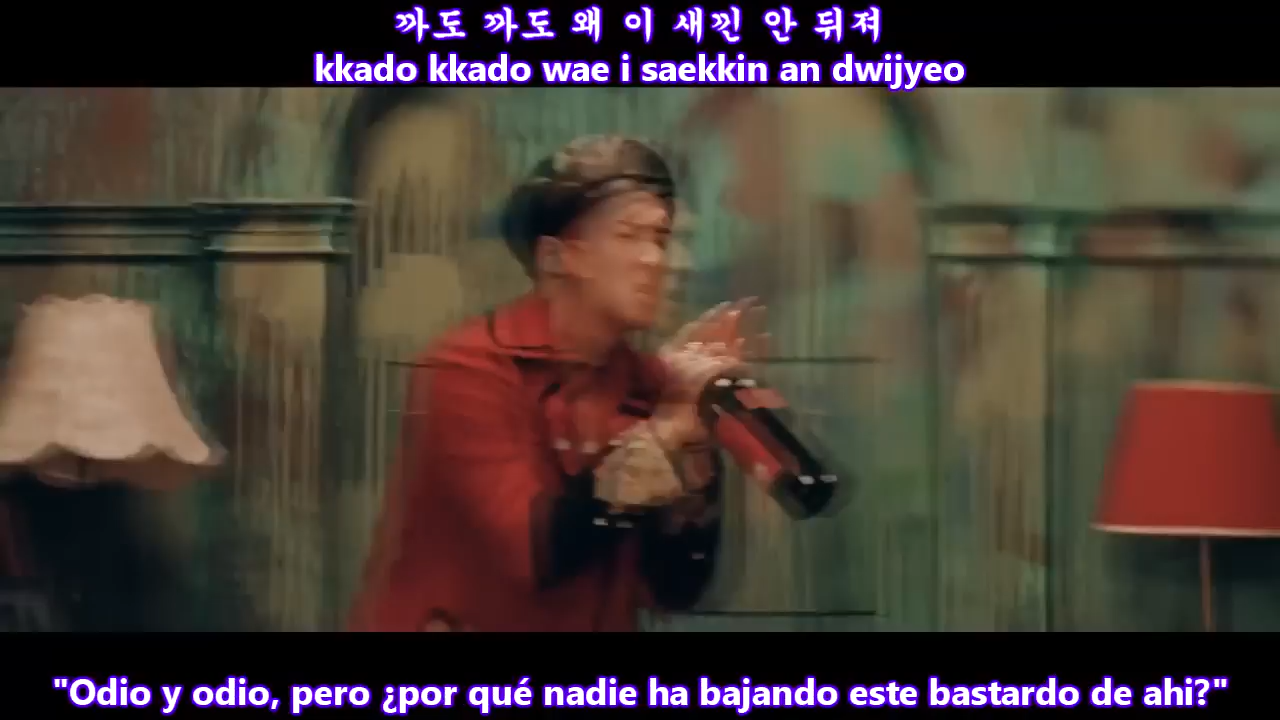 까도 까도 왜 이 새낀 안 뒤져
kkado kkado wae i saekkin an dwijyeo
"Odio y odio, pero ¿por qué nadie ha bajando este bastardo de ahi?"